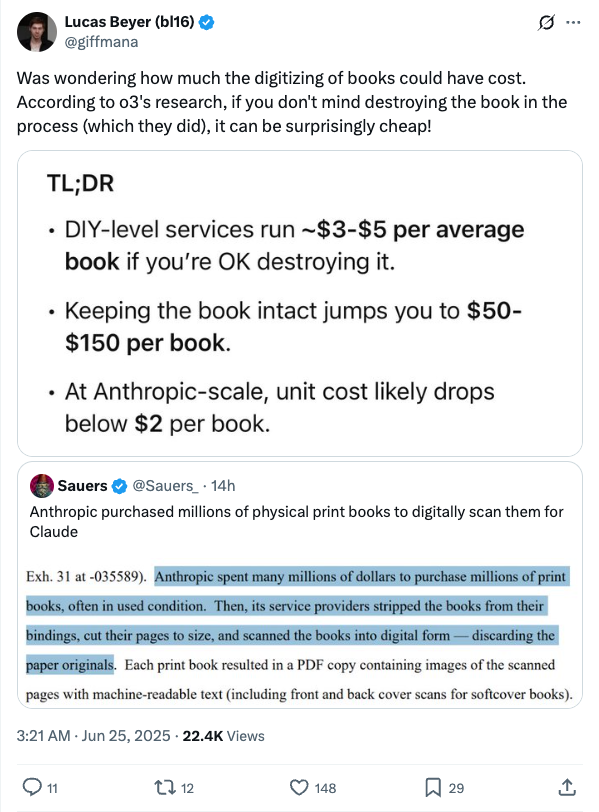 Lucas Beyer (bl16)
@giffmana
Was wondering how much the digitizing of books could have cost.
According to o3's research, if you don't mind destroying the book in the
process (which they did), it can be surprisingly cheap!
TL;DR
• DIY-level services run ~$3-$5 per average
book if you're OK destroying it.
• Keeping the book intact jumps you to $50-
$150 per book.
• At Anthropic-scale, unit cost likely drops
below $2 per book.
Sauers @Sauers_ · 14h
Anthropic purchased millions of physical print books to digitally scan them for
Claude
Exh. 31 at -035589). Anthropic spent many millions of dollars to purchase millions of print
books, often in used condition. Then, its service providers stripped the books from their
bindings, cut their pages to size, and scanned the books into digital form — discarding the
paper originals. Each print book resulted in a PDF copy containing images of the scanned
pages with machine-readable text (including front and back cover scans for softcover books).
3:21 AM · Jun 25, 2025 · 22.4K Views
11 12 148 29